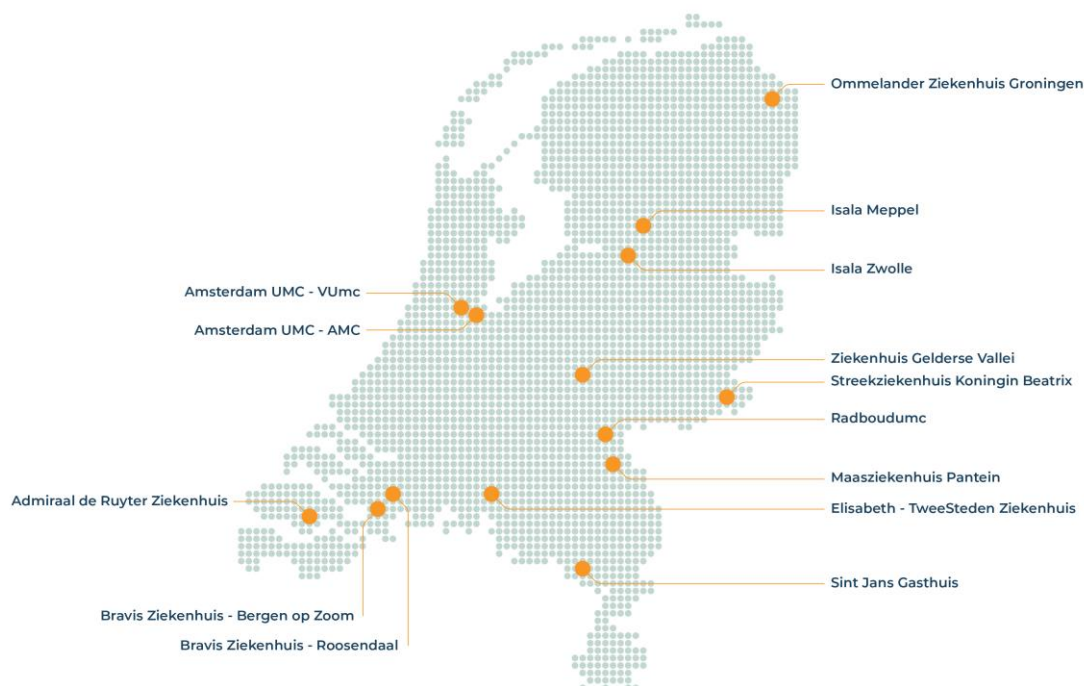 Ommelander Ziekenhuis Groningen
Isala Meppel
Isala Zwolle
Amsterdam UMC - VUmc
Amsterdam UMC - AMC
Ziekenhuis Gelderse Vallei
Streekziekenhuis Koningin Beatrix
Radboudumc
Maasziekenhuis Pantein
Admiraal de Ruyter Ziekenhuis
Elisabeth - TweeSteden Ziekenhuis
Sint Jans Gasthuis
Bravis Ziekenhuis - Bergen op Zoom
Bravis Ziekenhuis - Roosendaal